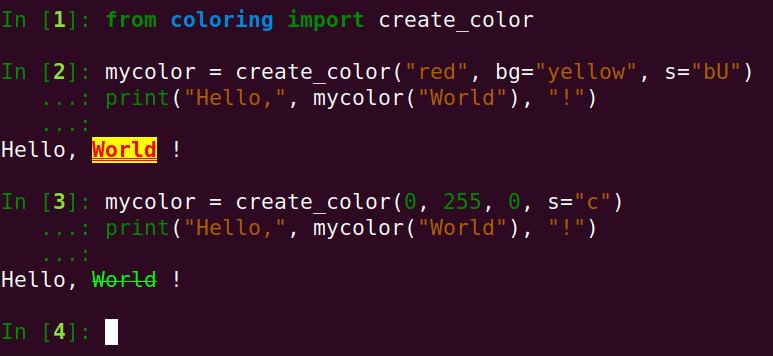 In [1]: from coloring import create_color
In [2]: mycolor = create_color("red", bg="yellow", s="bU")
   ...: print("Hello,", mycolor("World"), "!")
   ...:
Hello, World !
In [3]: mycolor = create_color(0, 255, 0, s="c")
   ...: print("Hello,", mycolor("World"), "!")
   ...:
Hello, World !
In [4]: